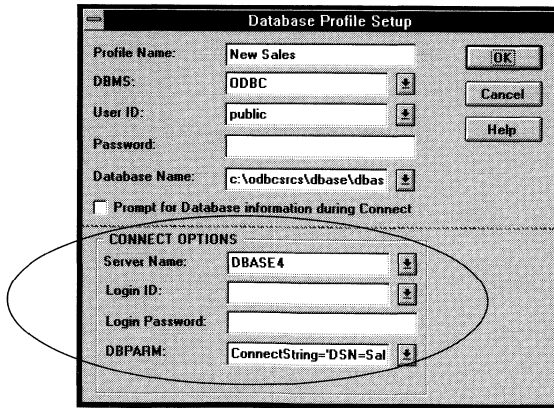 Database Profile Setup
Profile Name: New Sales
OK
DBMS: ODBC
Cancel
User ID: public
Help
Password:
Database Name: c:\odbcsrcs\dbase\dbas
Prompt for Database information during Connect
CONNECT OPTIONS
Server Name: DBASE4
Login ID:
Login Password:
DBPARM: ConnectString='DSN=Sal